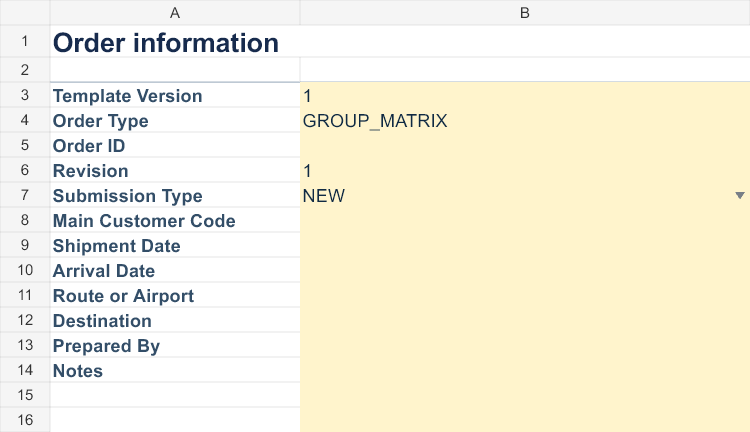 A B
1 Order information
2
3 Template Version 1
4 Order Type GROUP_MATRIX
5 Order ID
6 Revision 1
7 Submission Type NEW
8 Main Customer Code
9 Shipment Date
10 Arrival Date
11 Route or Airport
12 Destination
13 Prepared By
14 Notes
15
16